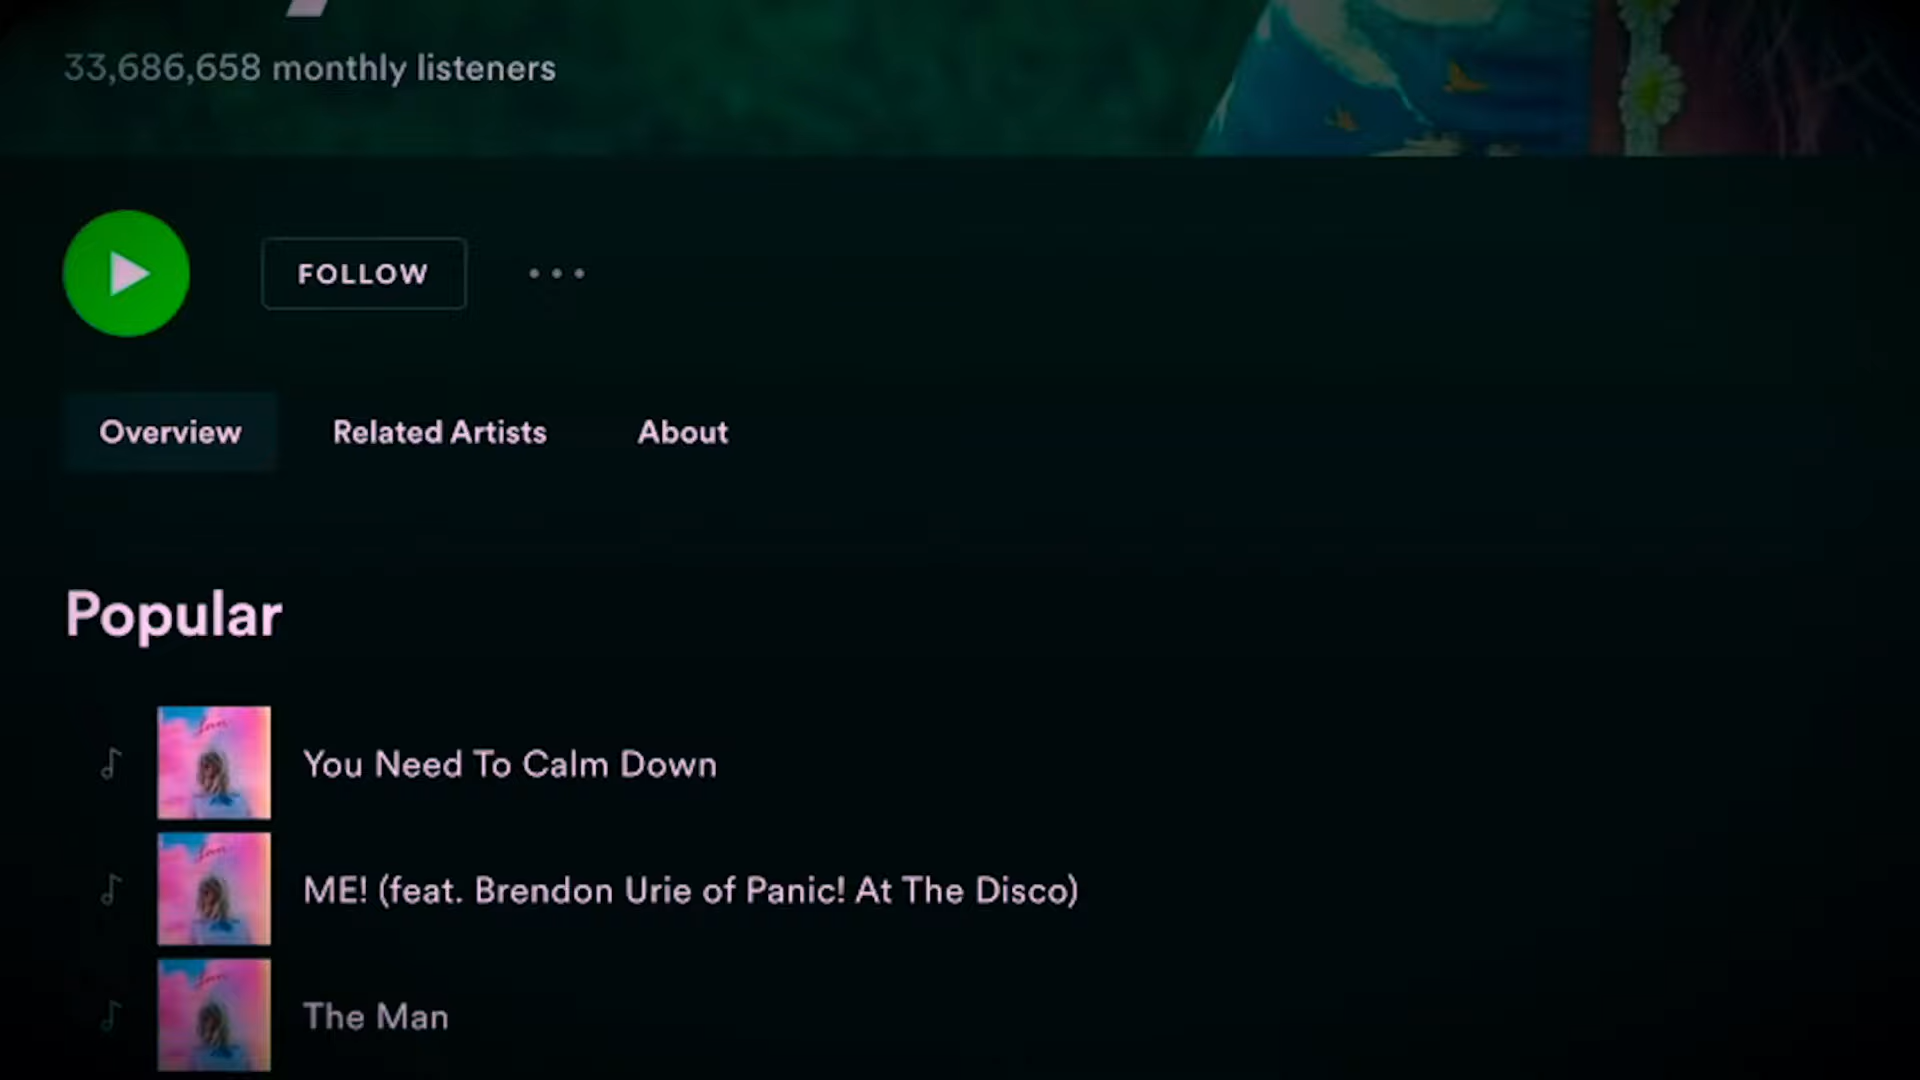 33,686,658 monthly listeners
FOLLOW
Overview Related Artists About
Popular
You Need To Calm Down
ME! (feat. Brendon Urie of Panic! At The Disco)
The Man